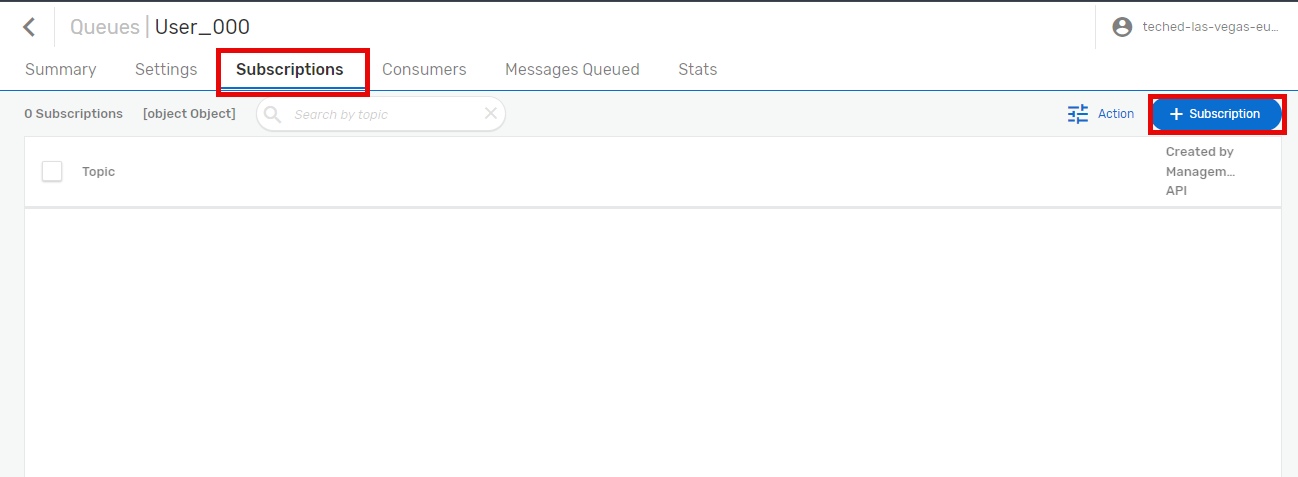 Queues | User_000
teched-las-vegas-eu...
Summary Settings Subscriptions Consumers Messages Queued Stats
0 Subscriptions [object Object] Search by topic Action + Subscription
Topic
Created by
Managem...
API